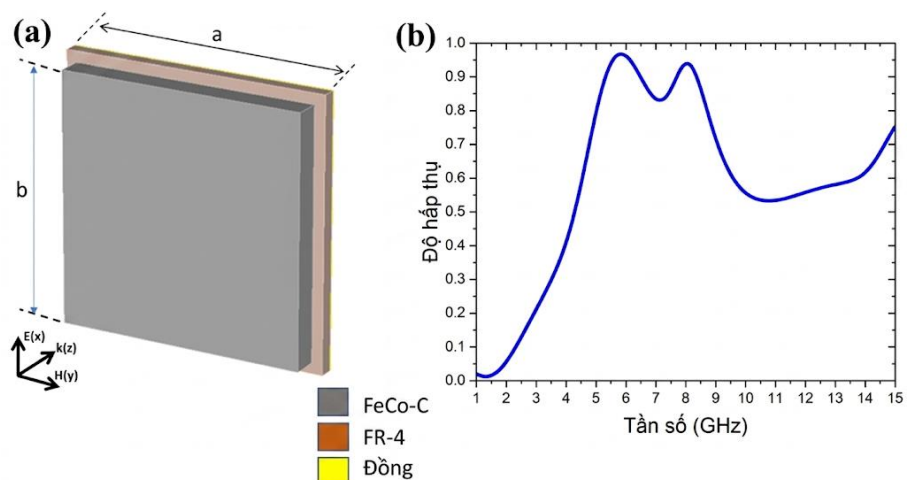 (a)
a
b
E(x)
k(z)
H(y)
FeCo-C
FR-4
Đồng
(b)
1.0
0.9
0.8
0.7
0.6
0.5
0.4
0.3
0.2
0.1
0.0
Độ hấp thụ
1 2 3 4 5 6 7 8 9 10 11 12 13 14 15
Tần số (GHz)